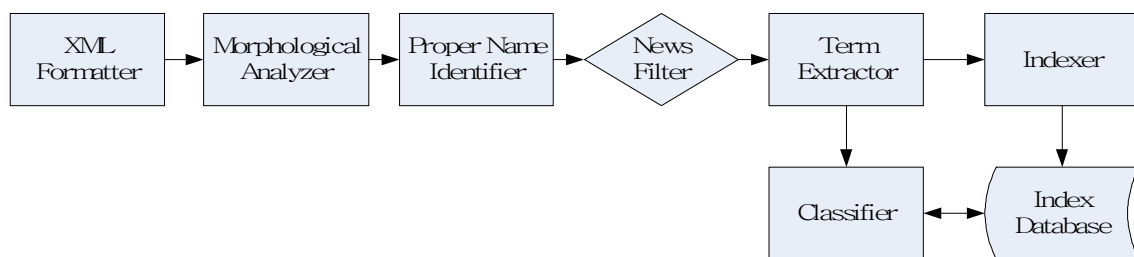 XML
Formatter
Morphological
Analyzer
Proper Name
Identifier
News
Filter
Term
Extractor
Indexer
Classifier
Index
Database